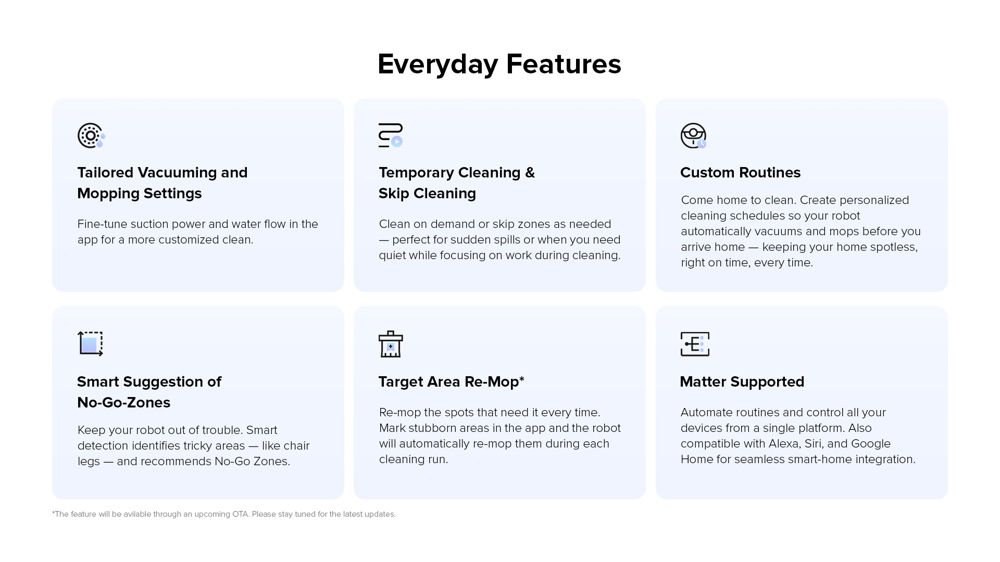 Everyday Features
Tailored Vacuuming and
Mopping Settings
Fine-tune suction power and water flow in the
app for a more customized clean.
Temporary Cleaning &
Skip Cleaning
Clean on demand or skip zones as needed
— perfect for sudden spills or when you need
quiet while focusing on work during cleaning.
Custom Routines
Come home to clean. Create personalized
cleaning schedules so your robot
automatically vacuums and mops before you
arrive home — keeping your home spotless,
right on time, every time.
Smart Suggestion of
No-Go-Zones
Keep your robot out of trouble. Smart
detection identifies tricky areas — like chair
legs — and recommends No-Go Zones.
Target Area Re-Mop*
Re-mop the spots that need it every time.
Mark stubborn areas in the app and the robot
will automatically re-mop them during each
cleaning run.
Matter Supported
Automate routines and control all your
devices from a single platform. Also
compatible with Alexa, Siri, and Google
Home for seamless smart-home integration.
*The feature will be avilable through an upcoming OTA. Please stay tuned for the latest updates.